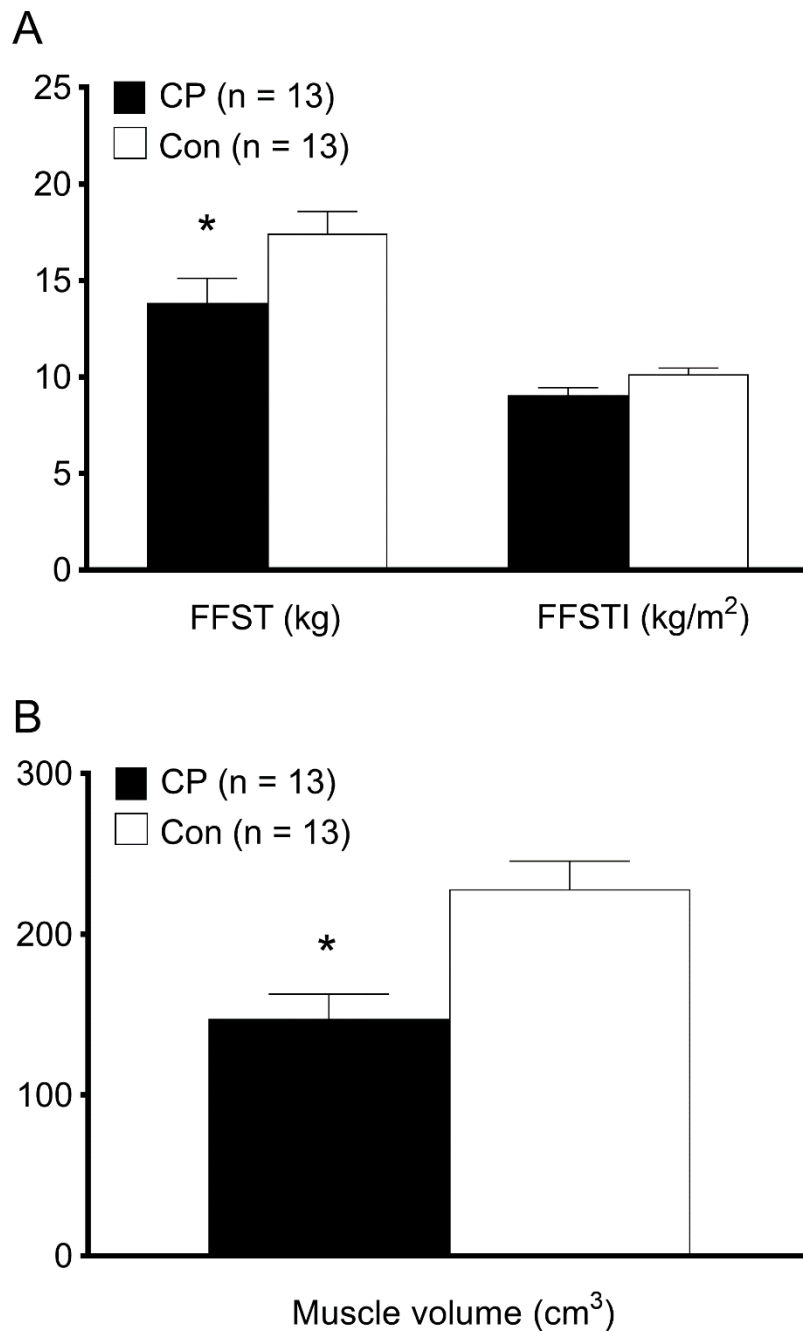 A
25
CP (n = 13)
Con (n = 13)
20
*
15
10
5
0
FFST (kg) FFSTI (kg/m²)
B
300
CP (n = 13)
Con (n = 13)
200
*
100
0
Muscle volume (cm³)